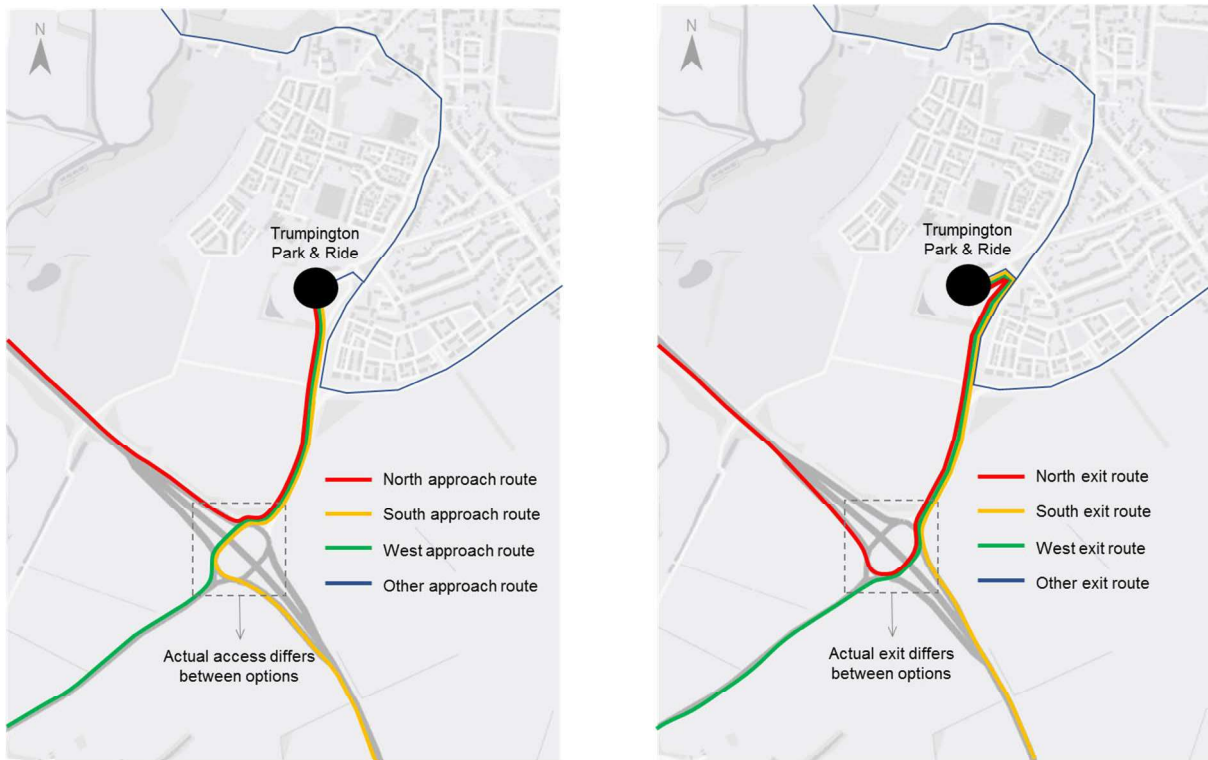 N
Trumpington
Park & Ride
North approach route
South approach route
West approach route
Other approach route
Actual access differs
between options
N
Trumpington
Park & Ride
North exit route
South exit route
West exit route
Other exit route
Actual exit differs
between options